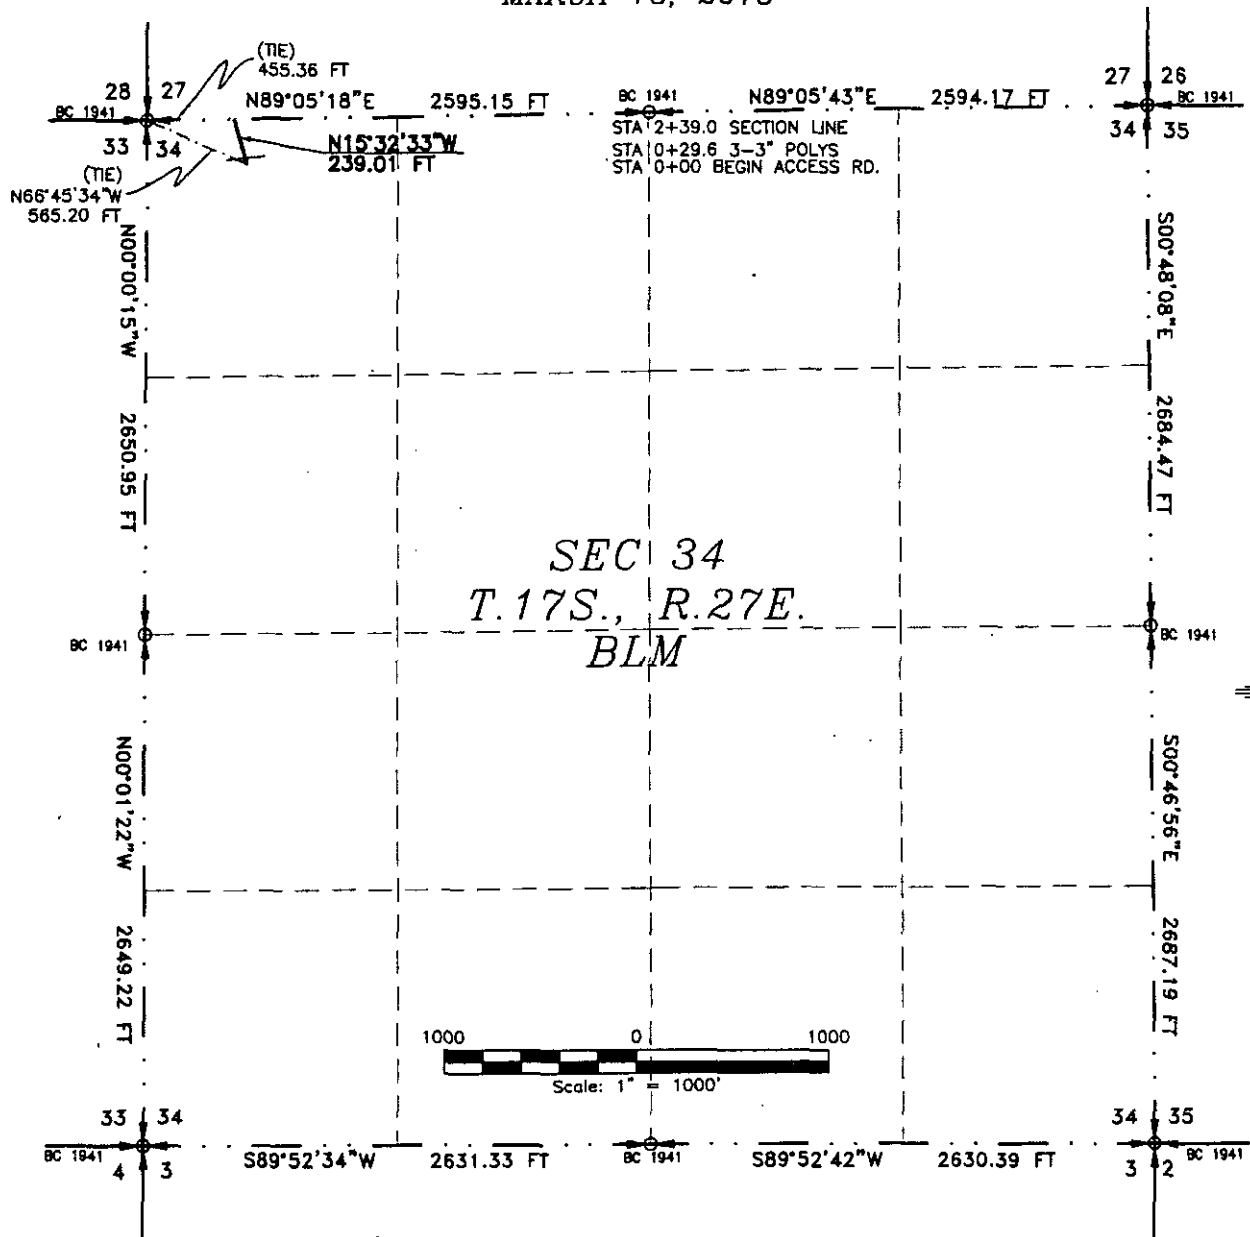 (TIE)
455.36 FT
28 27
27 26
BC 1941
N89°05'18"E 2595.15 FT
BC 1941
N89°05'43"E 2594.17 FT
BC 1941
33 34
34 35
N15°32'33"W
239.01 FT
STA 2+39.0 SECTION LINE
STA 0+29.6 3-3" POLYS
STA 0+00 BEGIN ACCESS RD.
(TIE)
N66°45'34"W
565.20 FT
N00°00'15"W 2650.95 FT
S00°48'08"E 2684.47 FT
SEC 34
T.17S., R.27E.
BLM
BC 1941
BC 1941
N00°01'22"W 2649.22 FT
S00°46'56"E 2687.19 FT
1000 0 1000
Scale: 1" = 1000'
33 34
34 35
BC 1941
S89°52'34"W 2631.33 FT
BC 1941
S89°52'42"W 2630.39 FT
BC 1941
4 3
3 2